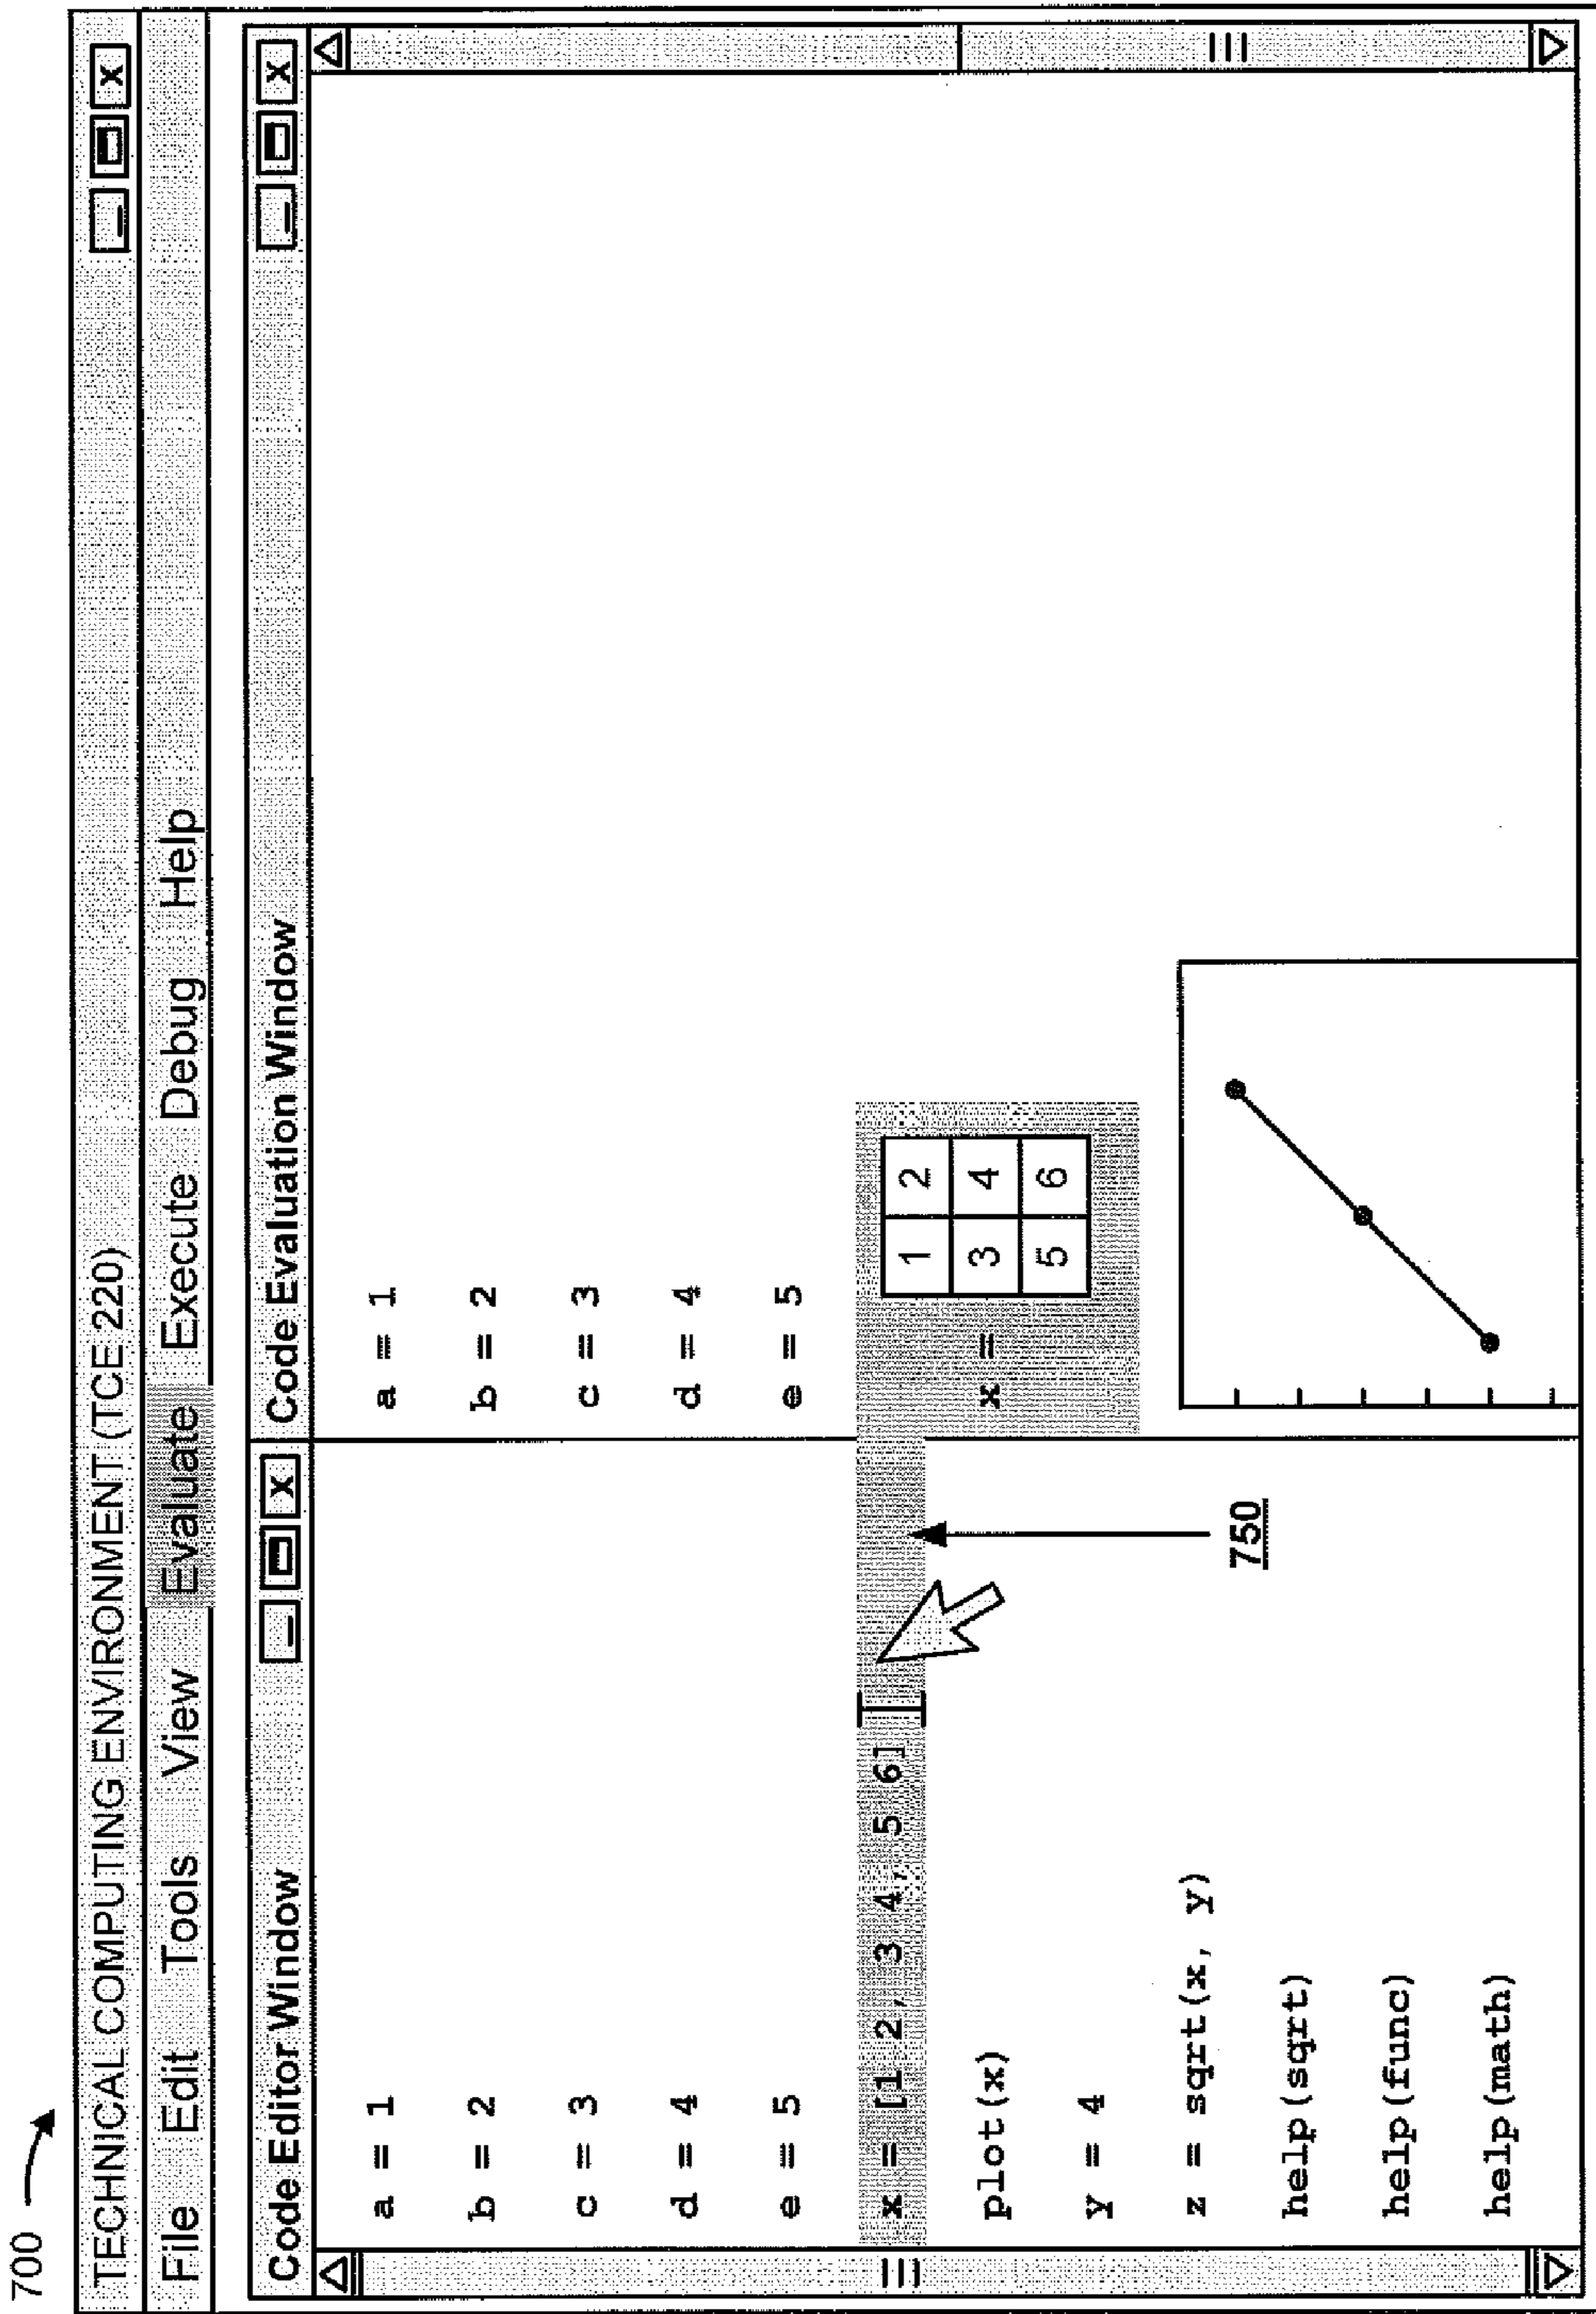 700
TECHNICAL COMPUTING ENVIRONMENT (TCE 220)
_ X
File Edit Tools View Evaluate Execute Debug Help
Code Editor Window
_ X
a = 1
b = 2
c = 3
d = 4
e = 5
x = [1 2, 3 4, 5 6]
plot(x)
y = 4
z = sqrt(x, y)
help(sqrt)
help(func)
help(math)
750
Code Evaluation Window
_ X
a = 1
b = 2
c = 3
d = 4
e = 5
1 2
x = 3 4
5 6